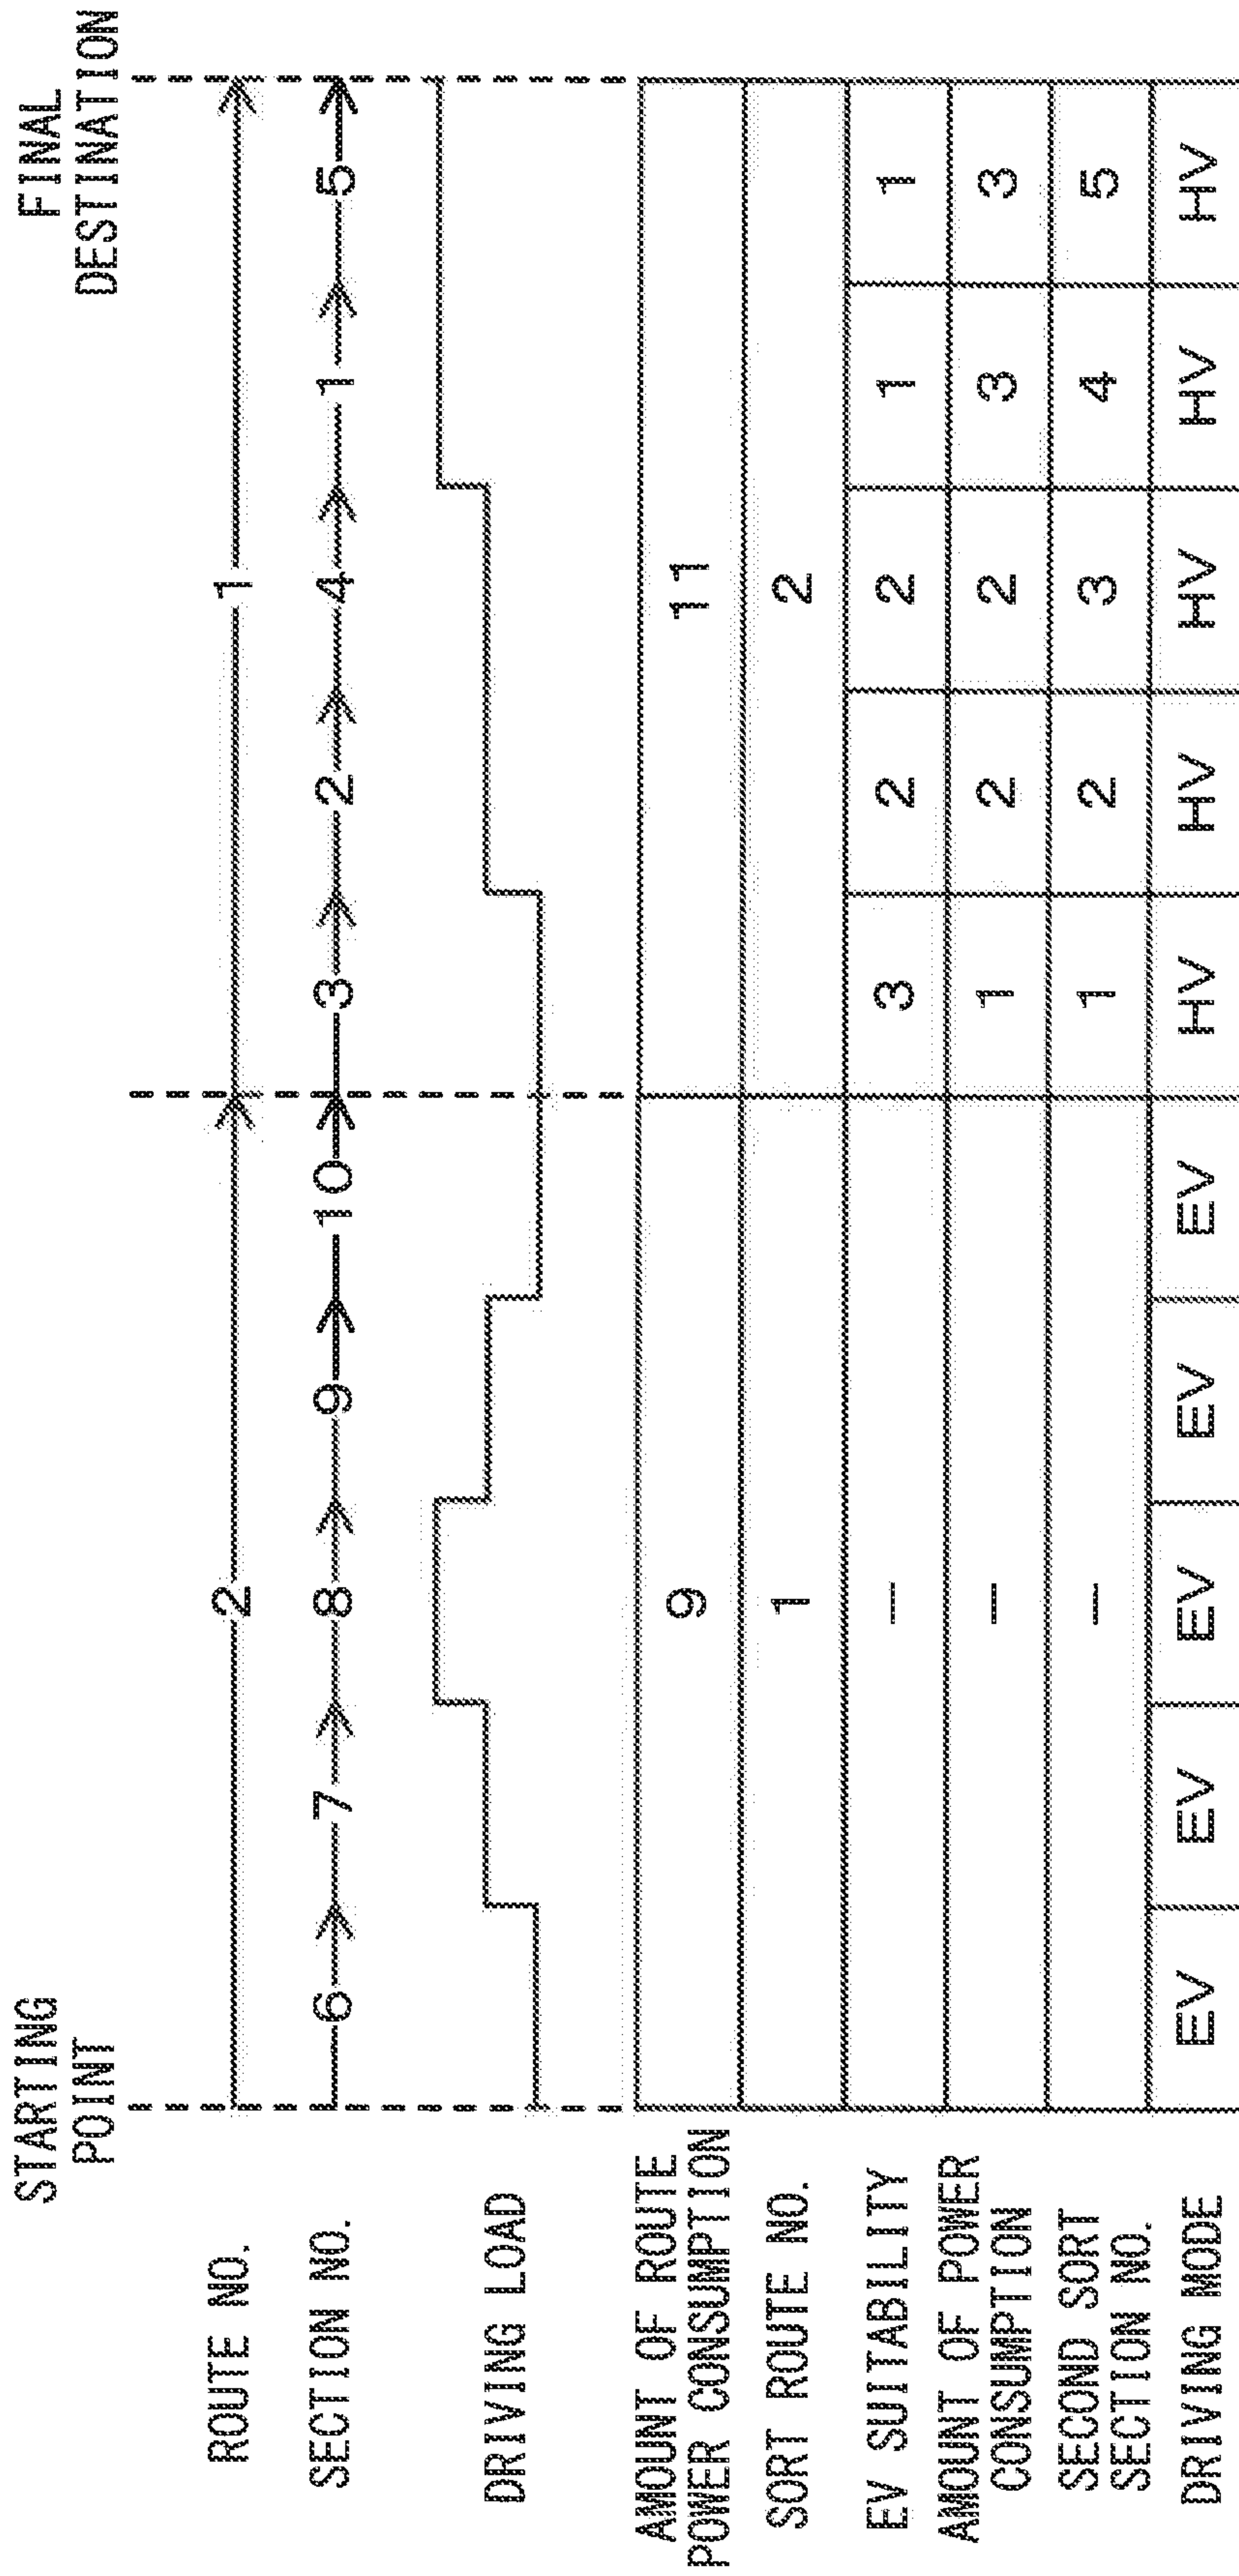 STARTING
POINT
FINAL
DESTINATION
ROUTE NO. 2 1
SECTION NO. 6 7 8 9 10 3 2 4 1 5
DRIVING LOAD
AMOUNT OF ROUTE
POWER CONSUMPTION 9 11
SORT ROUTE NO. 1 2
EV SUITABILITY — 3 2 2 1 1
AMOUNT OF POWER
CONSUMPTION — 1 2 2 3 3
SECOND SORT
SECTION NO. — 1 2 3 4 5
DRIVING MODE EV EV EV EV EV HV HV HV HV HV